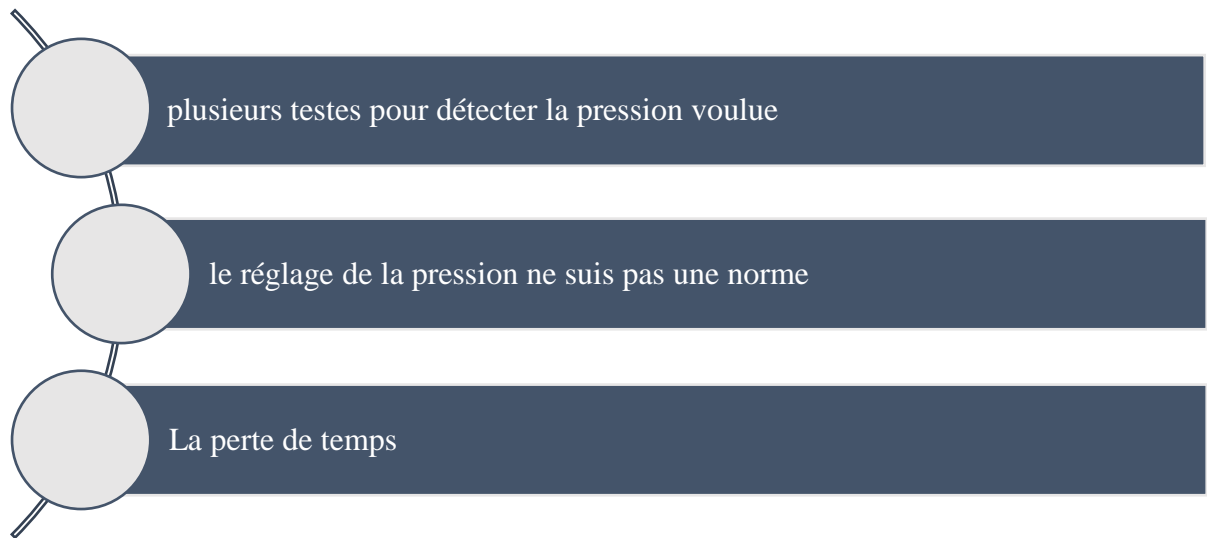 plusieurs testes pour détecter la pression voulue
le réglage de la pression ne suis pas une norme
La perte de temps